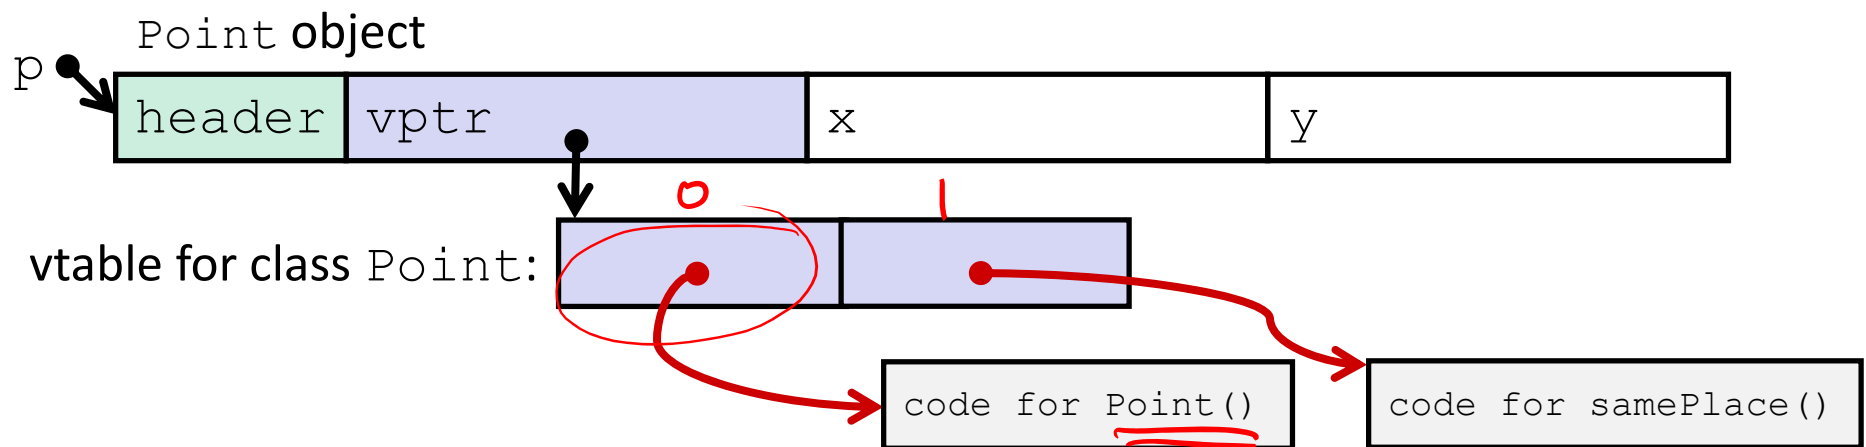 Point object
p
header vptr x y
0 1
vtable for class Point:
code for Point() code for samePlace()